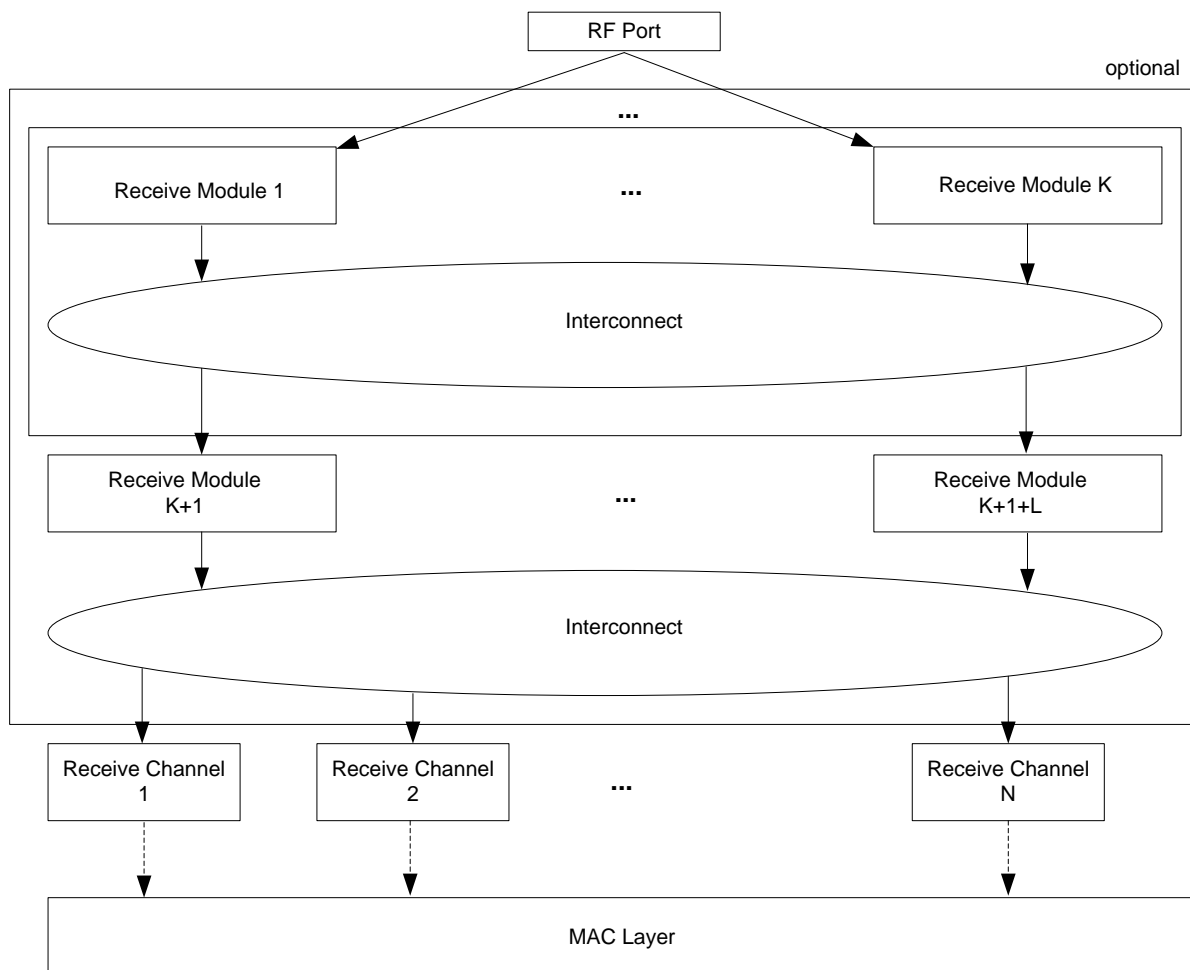 RF Port
optional
...
Receive Module 1
...
Receive Module K
Interconnect
Receive Module
K+1
...
Receive Module
K+1+L
Interconnect
Receive Channel
1
Receive Channel
2
...
Receive Channel
N
MAC Layer